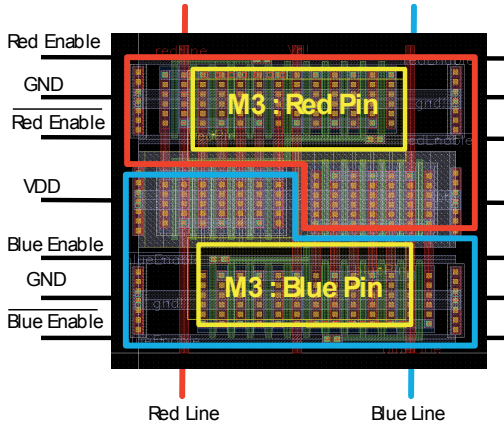 Red Enable
GND
Red Enable
VDD
Blue Enable
GND
Blue Enable
M3 : Red Pin
M3 : Blue Pin
Red Line
Blue Line